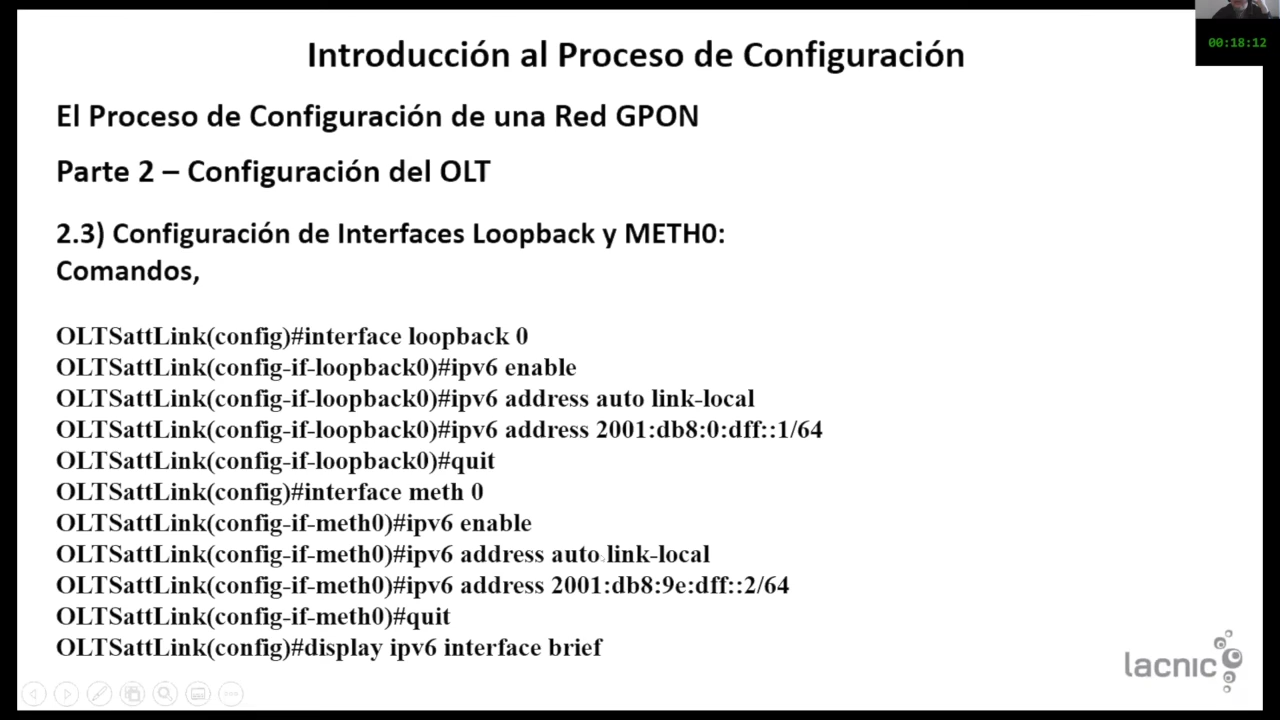 00:18:12
Introducción al Proceso de Configuración
El Proceso de Configuración de una Red GPON
Parte 2 – Configuración del OLT
2.3) Configuración de Interfaces Loopback y METH0:
Comandos,
OLTSattLink(config)#interface loopback 0
OLTSattLink(config-if-loopback0)#ipv6 enable
OLTSattLink(config-if-loopback0)#ipv6 address auto link-local
OLTSattLink(config-if-loopback0)#ipv6 address 2001:db8:0:dff::1/64
OLTSattLink(config-if-loopback0)#quit
OLTSattLink(config)#interface meth 0
OLTSattLink(config-if-meth0)#ipv6 enable
OLTSattLink(config-if-meth0)#ipv6 address auto link-local
OLTSattLink(config-if-meth0)#ipv6 address 2001:db8:9e:dff::2/64
OLTSattLink(config-if-meth0)#quit
OLTSattLink(config)#display ipv6 interface brief
lacnic